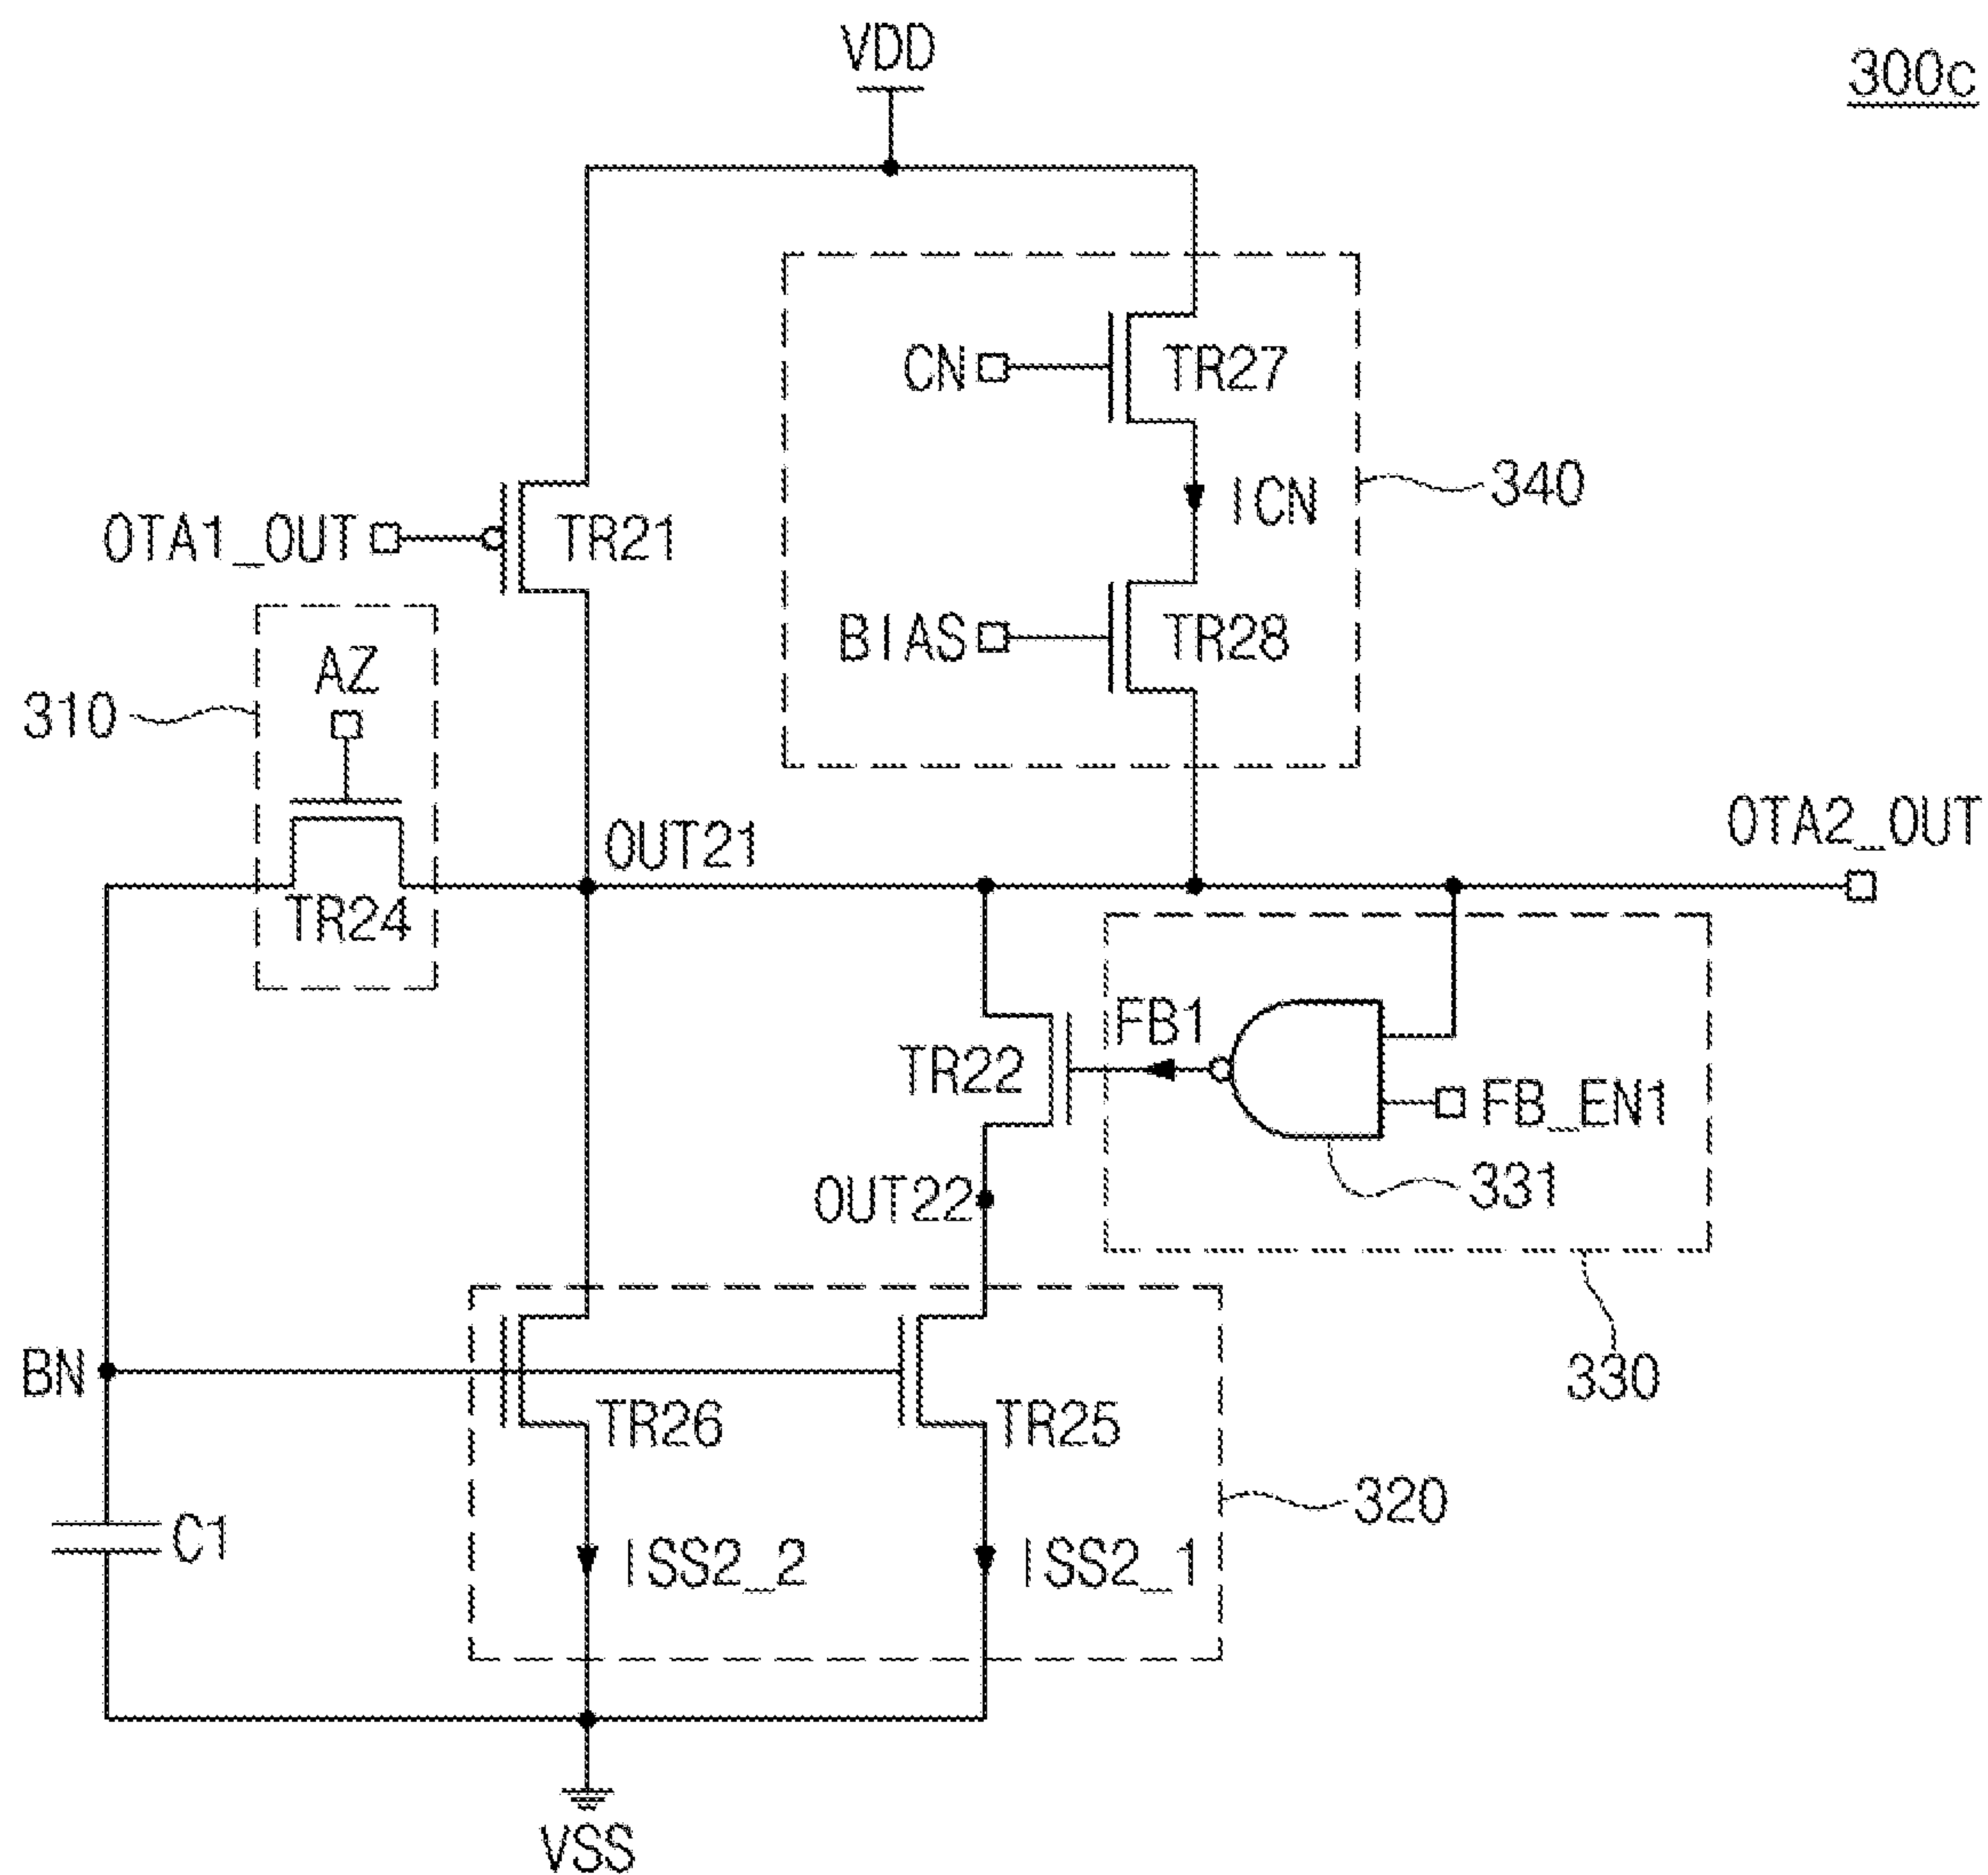 VDD
300c
CN
TR27
ICN
340
OTA1_OUT
TR21
BIAS
TR28
AZ
310
OUT21
OTA2_OUT
TR24
FB1
TR22
FB_EN1
OUT22
331
BN
TR26
TR25
330
320
C1
ISS2_2
ISS2_1
VSS